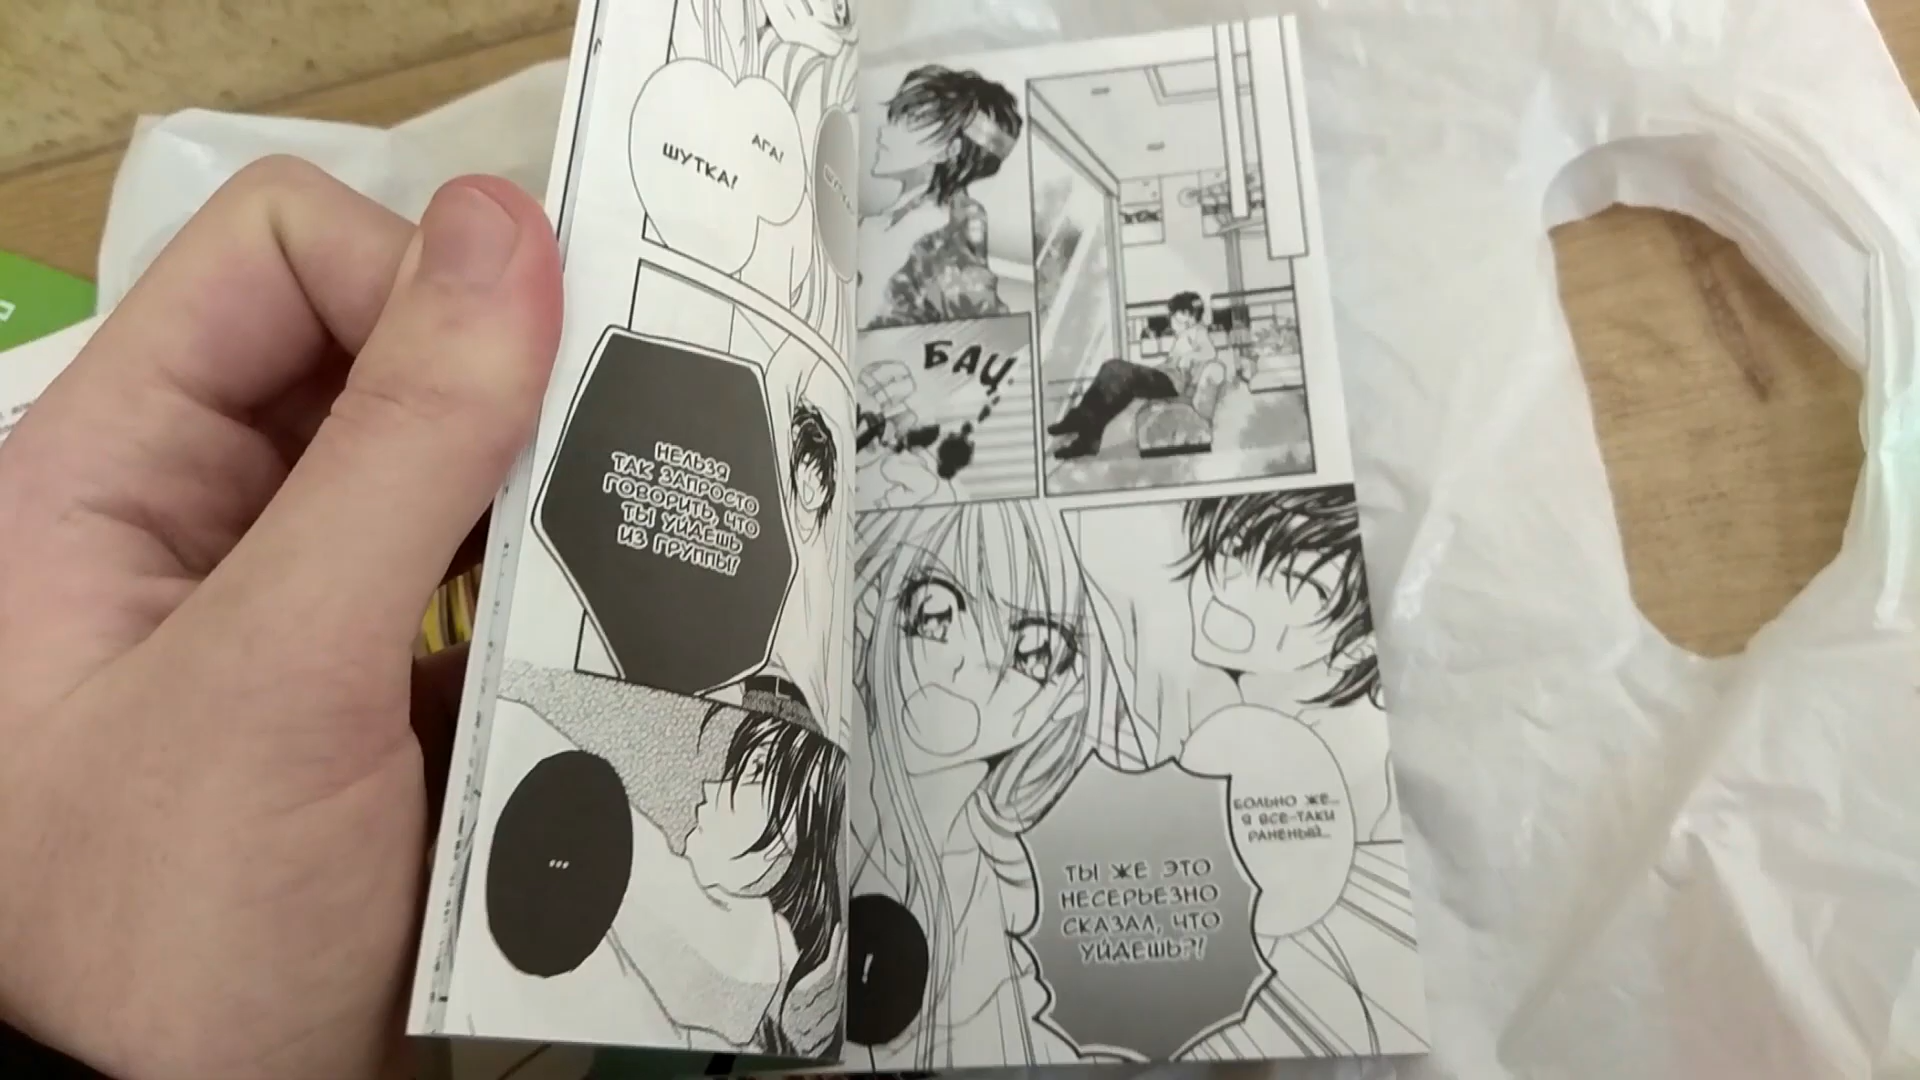 АГА!
ШУТКА!
ШУТКА!
НЕЛЬЗЯ
ТАК ЗАПРОСТО
ГОВОРИТЬ, ЧТО
ТЫ УЙДЕШЬ
ИЗ ГРУППЫ!
...
БАЦ
БОЛЬНО ЖЕ...
Я ВСЕ-ТАКИ
РАНЕНЫЙ...
ТЫ ЖЕ ЭТО
НЕСЕРЬЕЗНО
СКАЗАЛ, ЧТО
УЙДЕШЬ?!
!